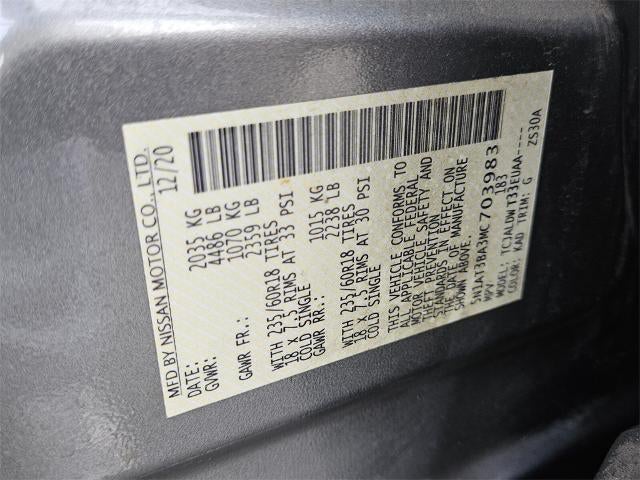 MFD BY NISSAN MOTOR CO., LTD.
DATE: 12/20
GVWR: 2035 KG
4486 LB
GAWR FR.: 1070 KG
2359 LB
WITH 235/60R18 TIRES
18 X 7.5 RIMS AT 33 PSI
COLD SINGLE
GAWR RR.: 1015 KG
2238 LB
WITH 235/60R18 TIRES
18 X 7.5 RIMS AT 30 PSI
COLD SINGLE
THIS VEHICLE CONFORMS TO
ALL APPLICABLE FEDERAL
MOTOR VEHICLE SAFETY AND
THEFT PREVENTION
STANDARDS IN EFFECT ON
THE DATE OF MANUFACTURE
SHOWN ABOVE.
5N1AT3BA3MC703983
MPV 183
MODEL: TCJALDW T33EUAA----
COLOR: KAD TRIM: G ZS30A